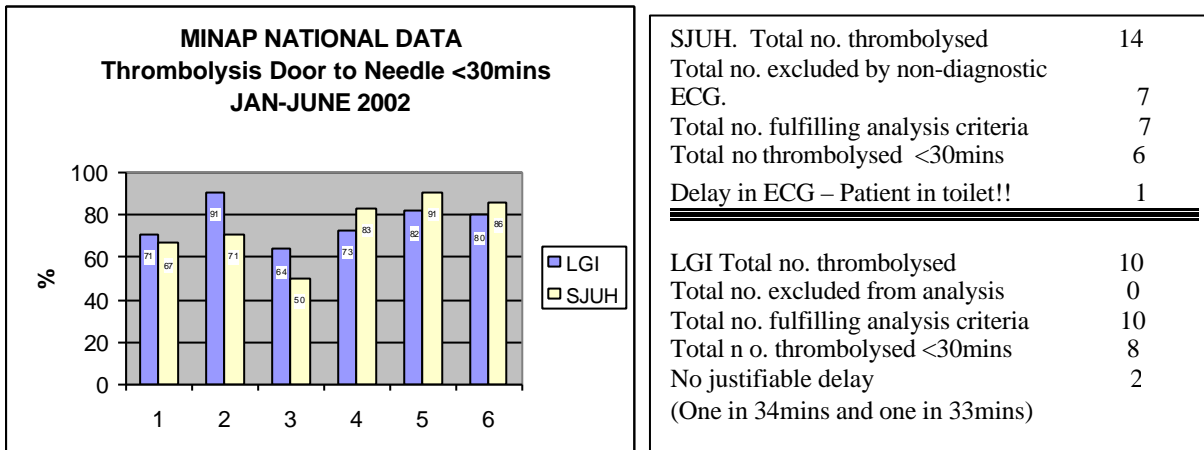 MINAP NATIONAL DATA
Thrombolysis Door to Needle <30mins
JAN-JUNE 2002
%
100
80
60
40
20
0
71
67
91
71
64
50
73
83
82
91
80
86
1 2 3 4 5 6
LGI
SJUH
SJUH. Total no. thrombolysed 14
Total no. excluded by non-diagnostic
ECG. 7
Total no. fulfilling analysis criteria 7
Total no thrombolysed <30mins 6
Delay in ECG – Patient in toilet!! 1
LGI Total no. thrombolysed 10
Total no. excluded from analysis 0
Total no. fulfilling analysis criteria 10
Total n o. thrombolysed <30mins 8
No justifiable delay 2
(One in 34mins and one in 33mins)